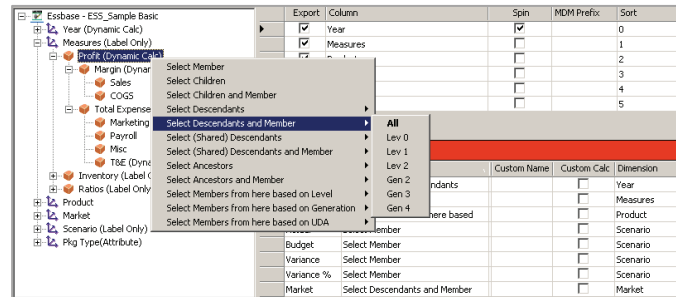 Essbase - ESS_Sample Basic
Year (Dynamic Calc)
Measures (Label Only)
Profit (Dynamic Calc)
Margin (Dynar
Sales
COGS
Total Expense
Marketing
Payroll
Misc
T&E (Dyna
Inventory (Label O
Ratios (Label Only
Product
Market
Scenario (Label Only)
Pkg Type(Attribute)
Select Member
Select Children
Select Children and Member
Select Descendants
Select Descendants and Member
Select (Shared) Descendants
Select (Shared) Descendants and Member
Select Ancestors
Select Ancestors and Member
Select Members from here based on Level
Select Members from here based on Generation
Select Members from here based on UDA
All
Lev 0
Lev 1
Lev 2
Gen 2
Gen 3
Gen 4
Export Column Spin MDM Prefix Sort
Year 0
Measures 1
2
3
4
5
Custom Name Custom Calc Dimension
ndants Year
Measures
here based Product
Select Member Scenario
Budget Select Member Scenario
Variance Select Member Scenario
Variance % Select Member Scenario
Market Select Descendants and Member Market